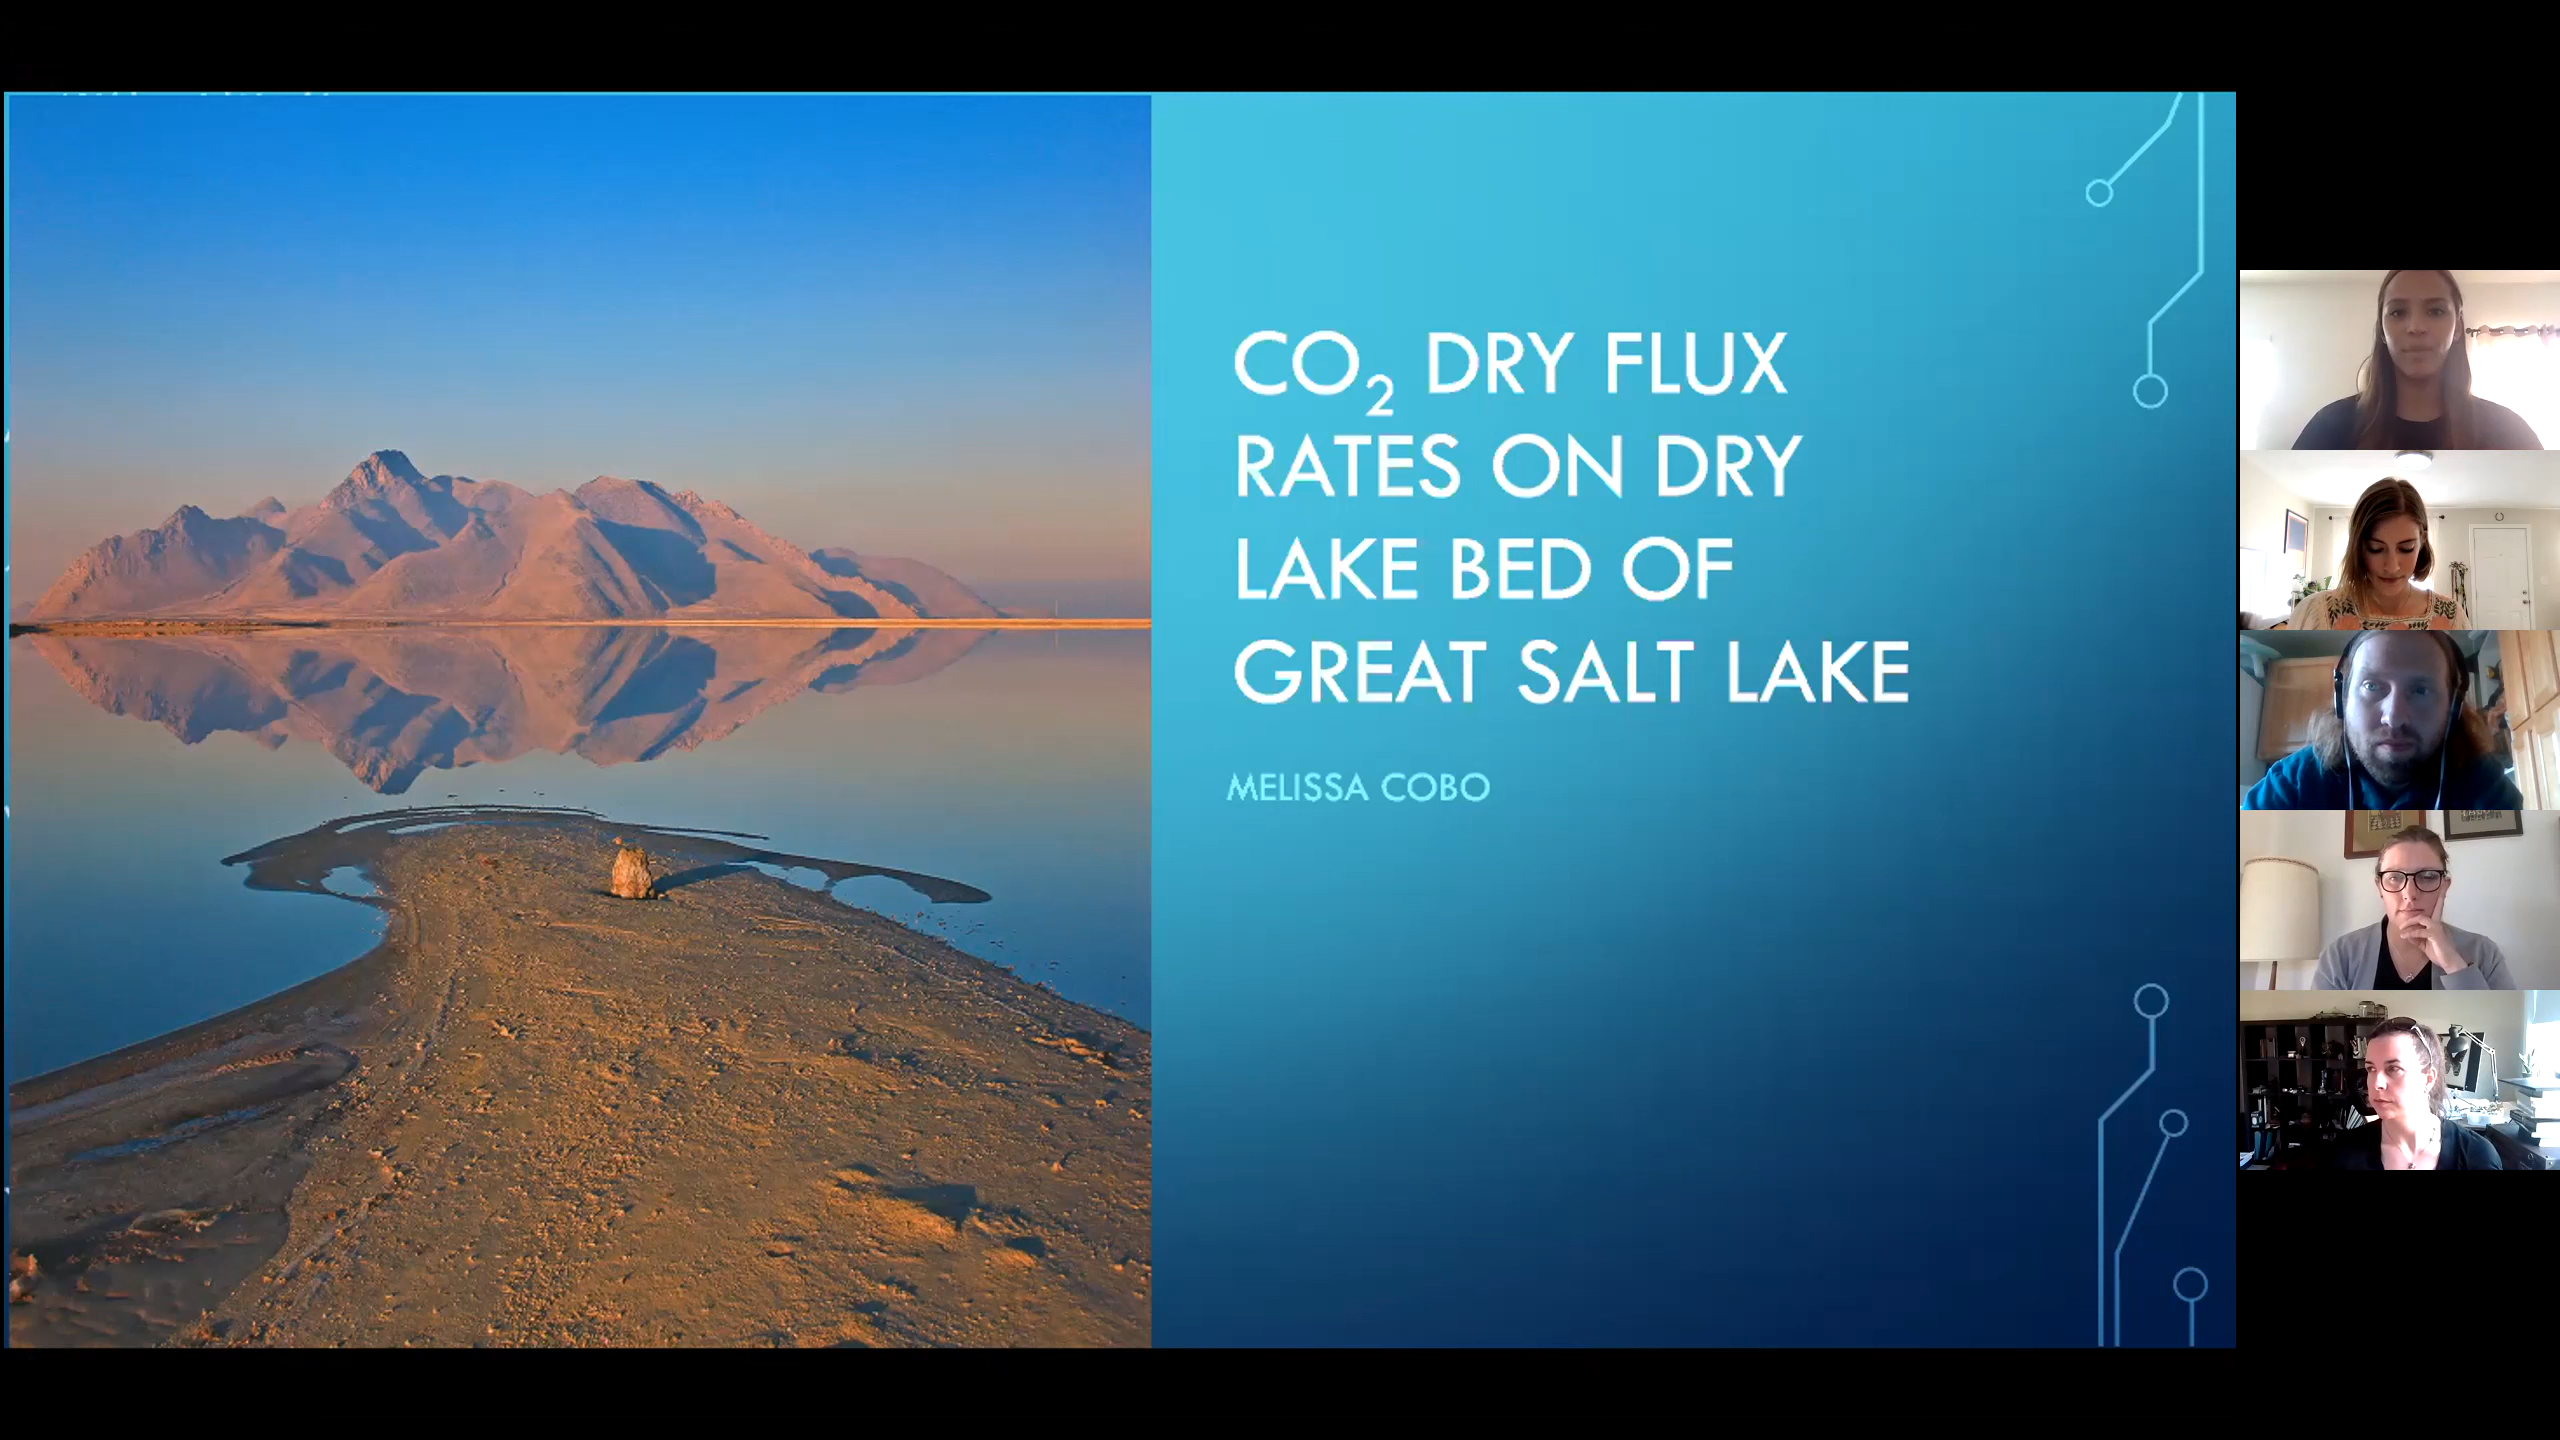 CO₂ DRY FLUX
RATES ON DRY
LAKE BED OF
GREAT SALT LAKE
MELISSA COBO